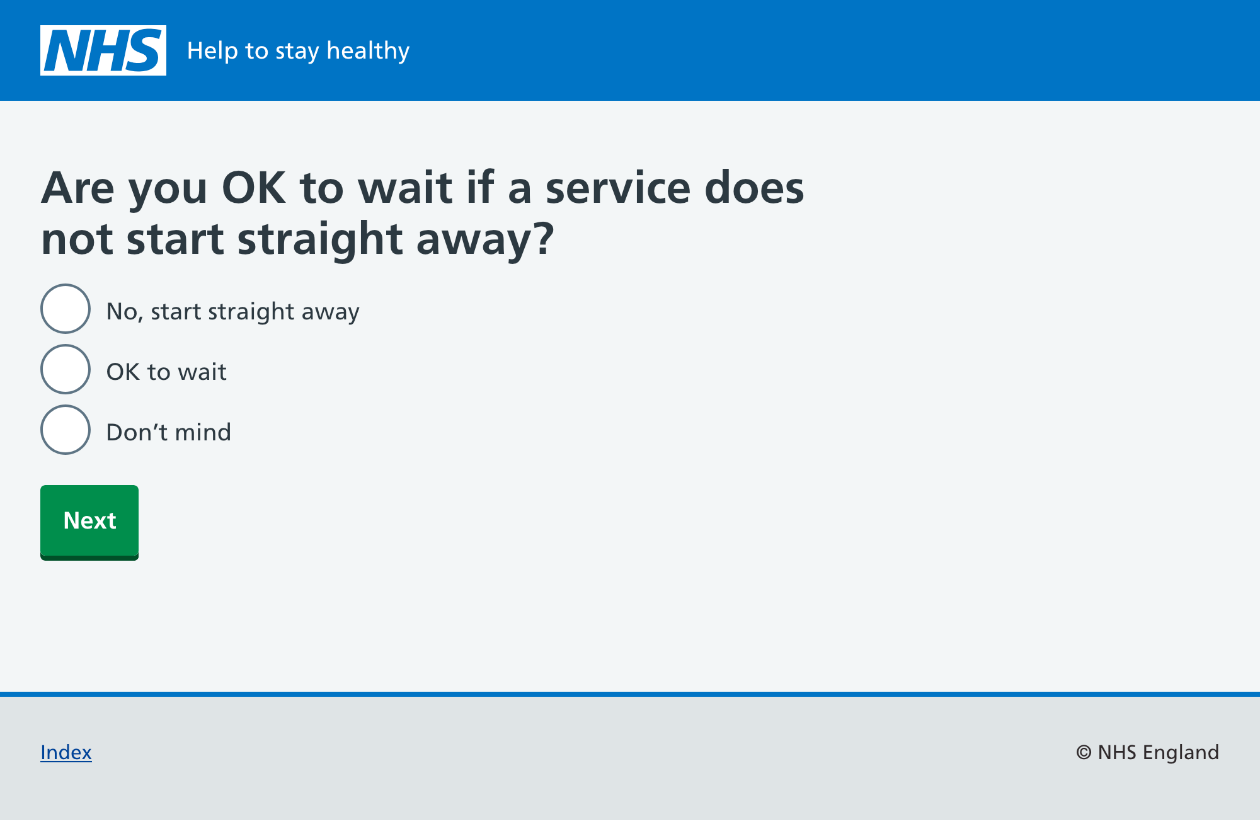 NHS Help to stay healthy
Are you OK to wait if a service does
not start straight away?
No, start straight away
OK to wait
Don’t mind
Next
Index
© NHS England